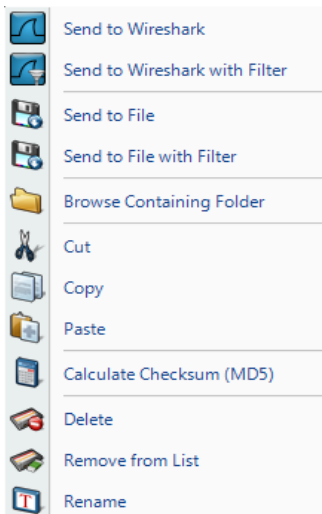 Send to Wireshark
Send to Wireshark with Filter
Send to File
Send to File with Filter
Browse Containing Folder
Cut
Copy
Paste
Calculate Checksum (MD5)
Delete
Remove from List
Rename